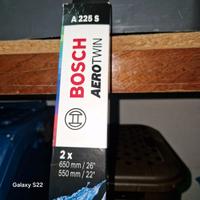 A 225 S
BOSCH
AEROTWIN
2 x
650 mm / 26"
550 mm / 22"
Galaxy S22